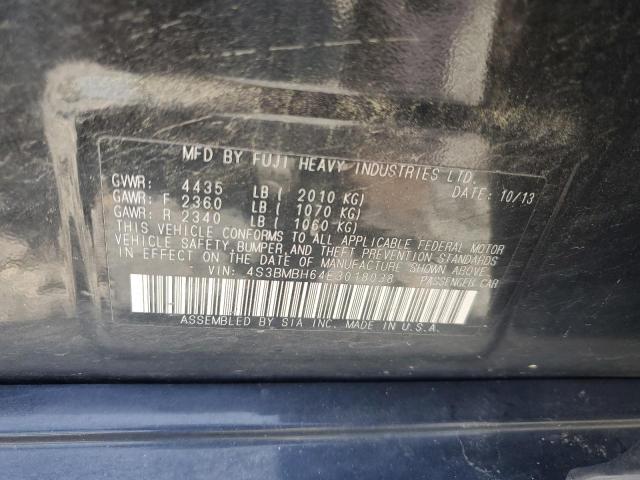 MFD BY FUJI HEAVY INDUSTRIES LTD.
DATE: 10/13
GVWR: 4435 LB ( 2010 KG)
GAWR: F 2360 LB ( 1070 KG)
GAWR: R 2340 LB ( 1060 KG)
THIS VEHICLE CONFORMS TO ALL APPLICABLE FEDERAL MOTOR
VEHICLE SAFETY, BUMPER, AND THEFT PREVENTION STANDARDS
IN EFFECT ON DATE OF MANUFACTURE SHOWN ABOVE.
VIN: PASSENGER CAR
ASSEMBLED BY SIA INC. MADE IN U.S.A.